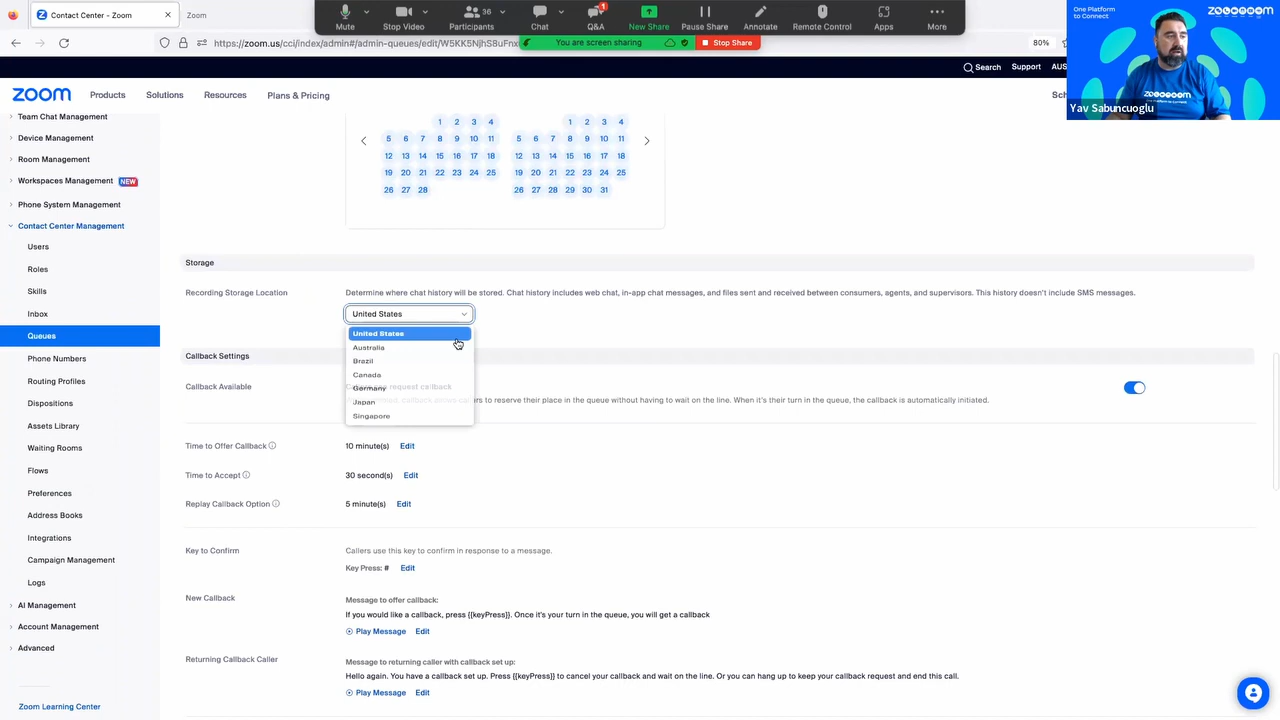 Contact Center - Zoom
Zoom
Mute
Stop Video
36
Participants
Chat
1
Q&A
New Share
Pause Share
Annotate
Remote Control
Apps
More
https://zoom.us/cci/index/admin#/admin-queues/edit/W5KK5NjhS8uFnx
You are screen sharing
Stop Share
80%
One Platform
to Connect
zoooooom
Yav Sabuncuoglu
Search
Support
AUS
zoom
Products
Solutions
Resources
Plans & Pricing
Sch
Team Chat Management
Device Management
Room Management
Workspaces Management NEW
Phone System Management
Contact Center Management
Users
Roles
Skills
Inbox
Queues
Phone Numbers
Routing Profiles
Dispositions
Assets Library
Waiting Rooms
Flows
Preferences
Address Books
Integrations
Campaign Management
Logs
AI Management
Account Management
Advanced
Zoom Learning Center
1 2 3 4
5 6 7 8 9 10 11
12 13 14 15 16 17 18
19 20 21 22 23 24 25
26 27 28
1 2 3 4
5 6 7 8 9 10 11
12 13 14 15 16 17 18
19 20 21 22 23 24 25
26 27 28 29 30 31
Storage
Recording Storage Location
Determine where chat history will be stored. Chat history includes web chat, in-app chat messages, and files sent and received between consumers, agents, and supervisors. This history doesn't include SMS messages.
United States
United States
Australia
Brazil
Canada
Germany
Japan
Singapore
Callback Settings
Callback Available
request callback
callers to reserve their place in the queue without having to wait on the line. When it's their turn in the queue, the callback is automatically initiated.
Time to Offer Callback
10 minute(s) Edit
Time to Accept
30 second(s) Edit
Replay Callback Option
5 minute(s) Edit
Key to Confirm
Callers use this key to confirm in response to a message.
Key Press: # Edit
New Callback
Message to offer callback:
If you would like a callback, press {{keyPress}}. Once it's your turn in the queue, you will get a callback
Play Message Edit
Returning Callback Caller
Message to returning caller with callback set up:
Hello again. You have a callback set up. Press {{keyPress}} to cancel your callback and wait on the line. Or you can hang up to keep your callback request and end this call.
Play Message Edit